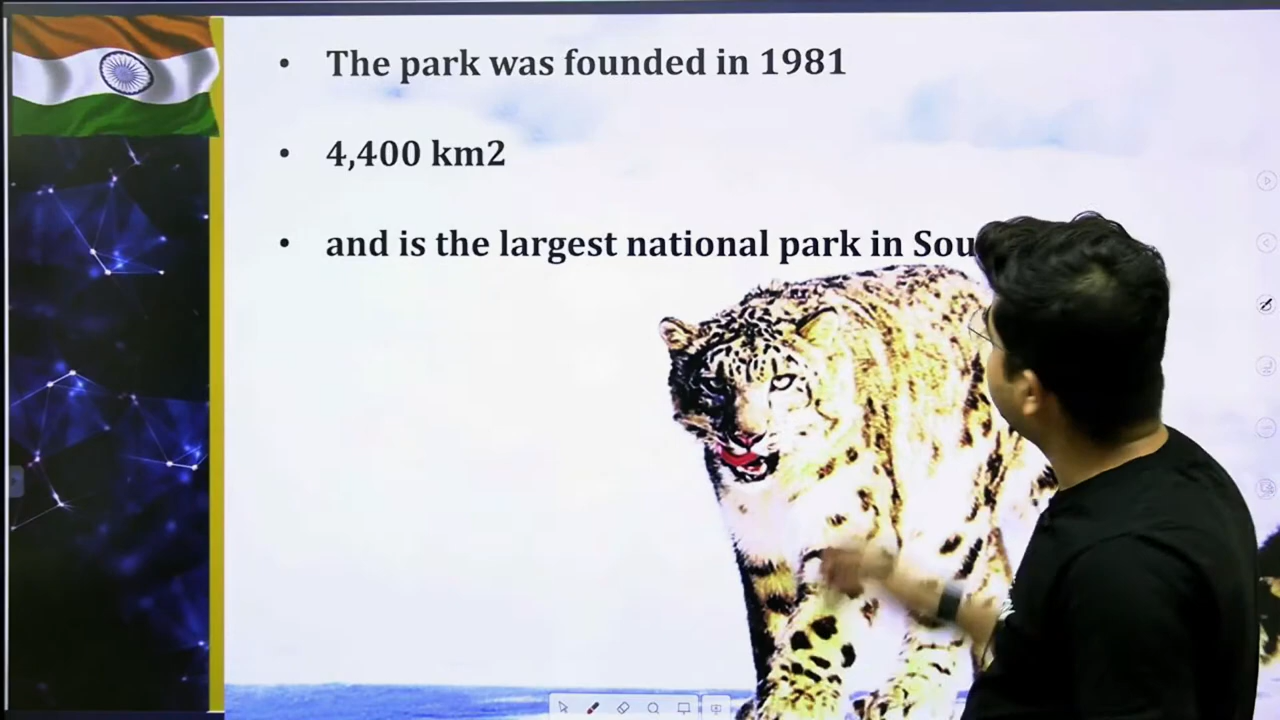 The park was founded in 1981
4,400 km2
and is the largest national park in Sou